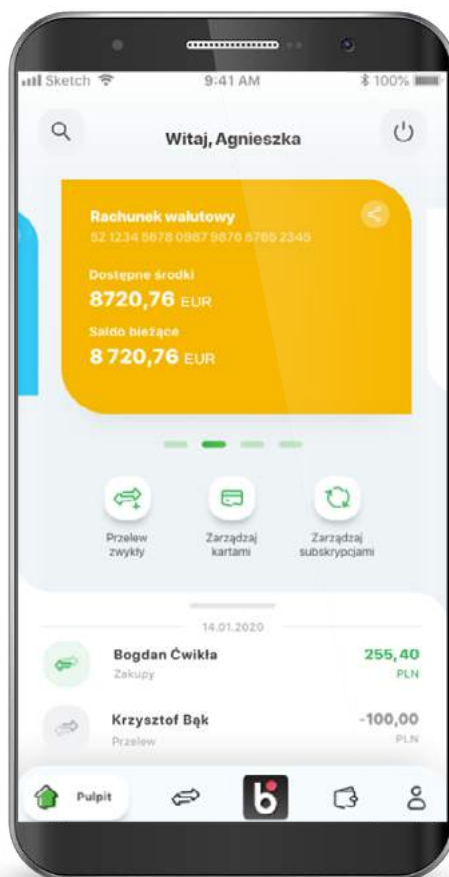 Sketch 9:41 AM 100%
Witaj, Agnieszka
Rachunek walutowy
52 1234 5678 0987 9876 8765 2345
Dostępne środki
8720,76 EUR
Saldo bieżące
8 720,76 EUR
Przelew zwykły
Zarządzaj kartami
Zarządzaj subskrypcjami
14.01.2020
Bogdan Ćwikła
255,40
Zakupy
PLN
Krzysztof Bąk
-100,00
Przelew
PLN
Pulpit
b